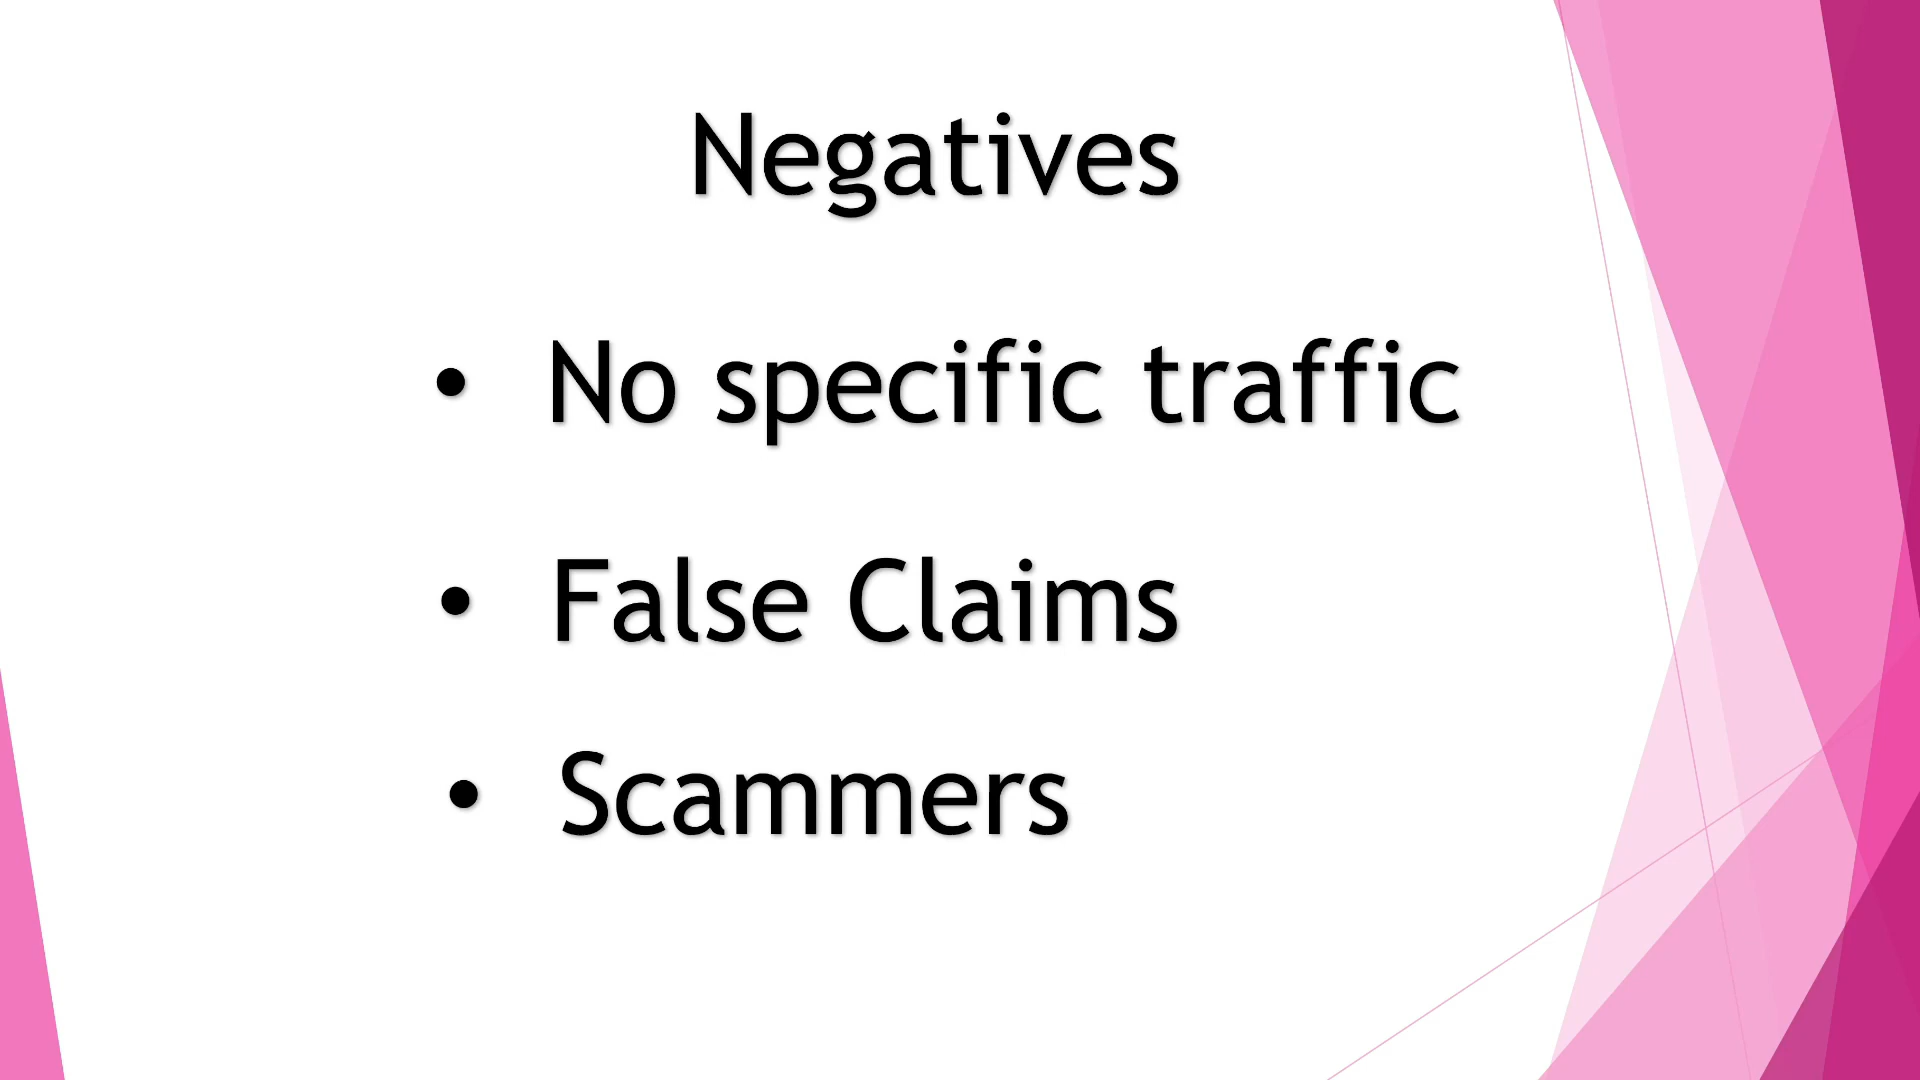 Negatives
• No specific traffic
• False Claims
• Scammers